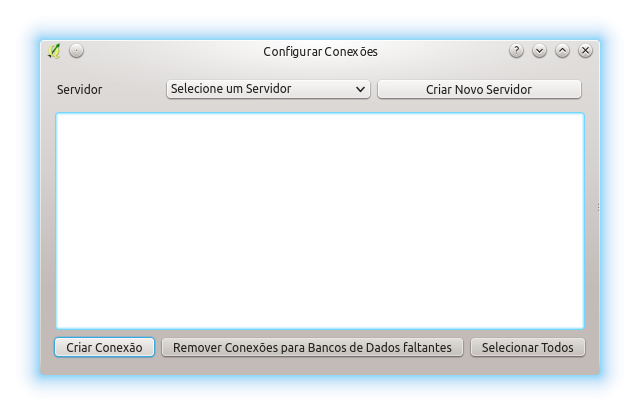 Configurar Conexões
Servidor Selecione um Servidor Criar Novo Servidor
Criar Conexão Remover Conexões para Bancos de Dados faltantes Selecionar Todos